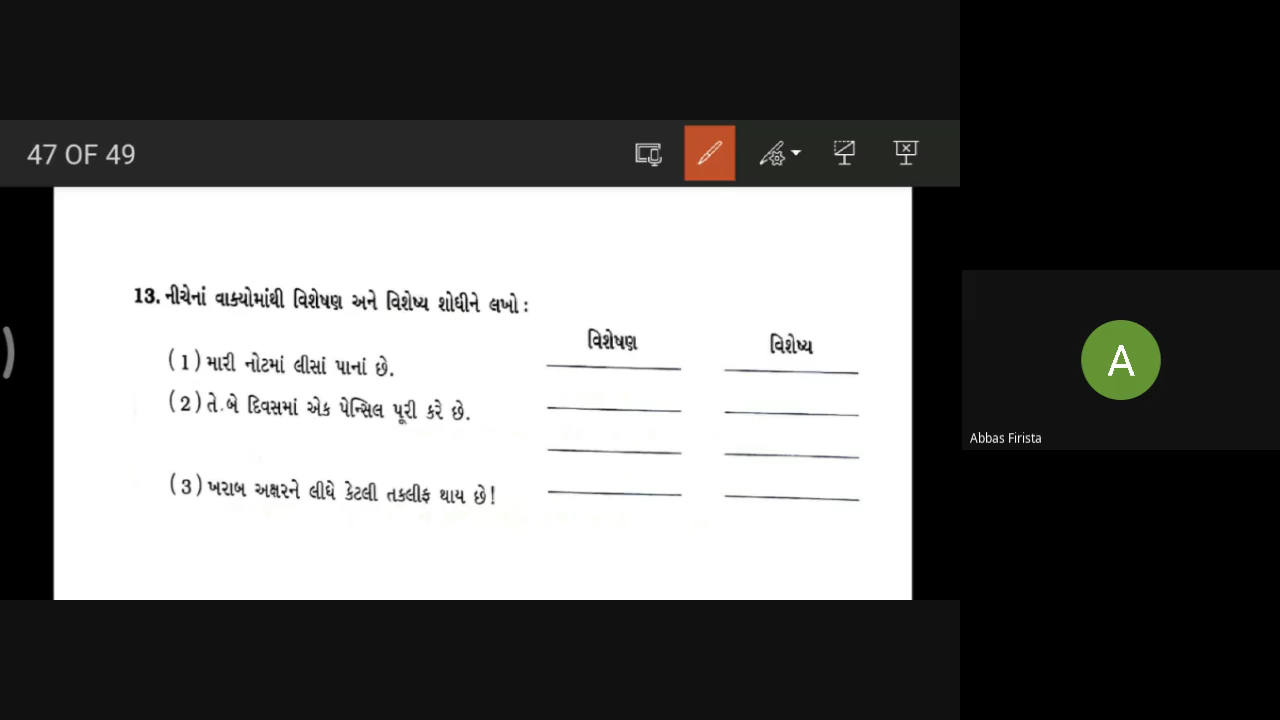 47 OF 49
13. નીચેનાં વાક્યોમાંથી વિશેષણ અને વિશેષ્ય શોધીને લખો :
વિશેષણ વિશેષ્ય
(1) મારી નોટમાં લીસાં પાનાં છે.
(2) તે બે દિવસમાં એક પેન્સિલ પૂરી કરે છે.
(3) ખરાબ અક્ષરને લીધે કેટલી તકલીફ થાય છે!
A
Abbas Firista